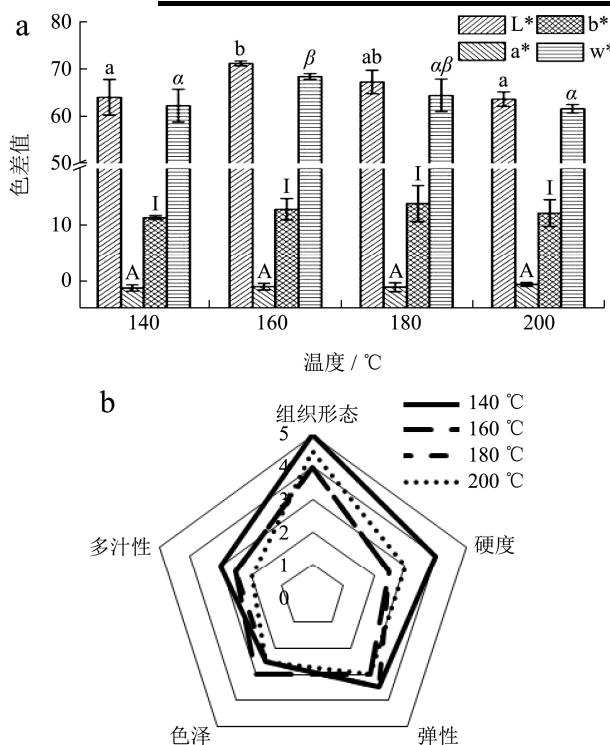 a
L* b*
a* w*
80
70
60
50
10
0
色差值
a α b β ab αβ a α
I I I I
A A A A
140 160 180 200
温度 / ℃
b
组织形态
140 ℃
160 ℃
180 ℃
200 ℃
5
4
3
2
1
0
多汁性
硬度
色泽
弹性